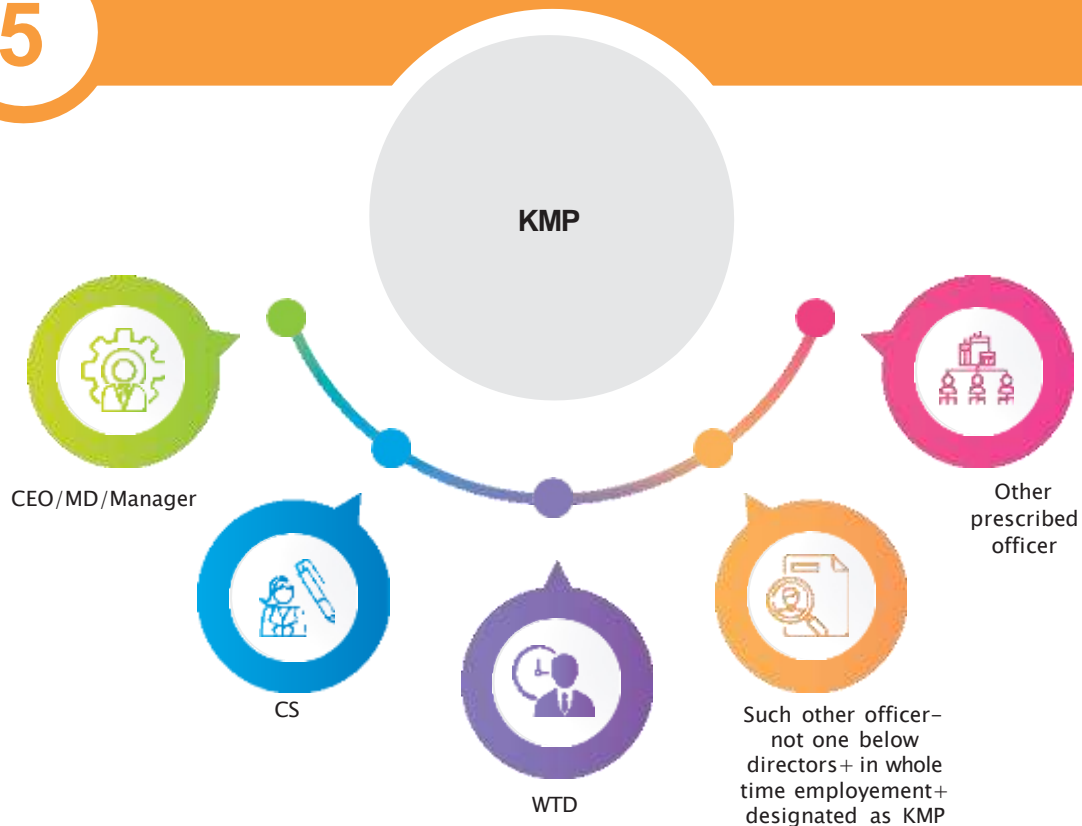 5
KMP
CEO/MD/Manager
CS
WTD
Such other officer–
not one below
directors+ in whole
time employement+
designated as KMP
Other
prescribed
officer